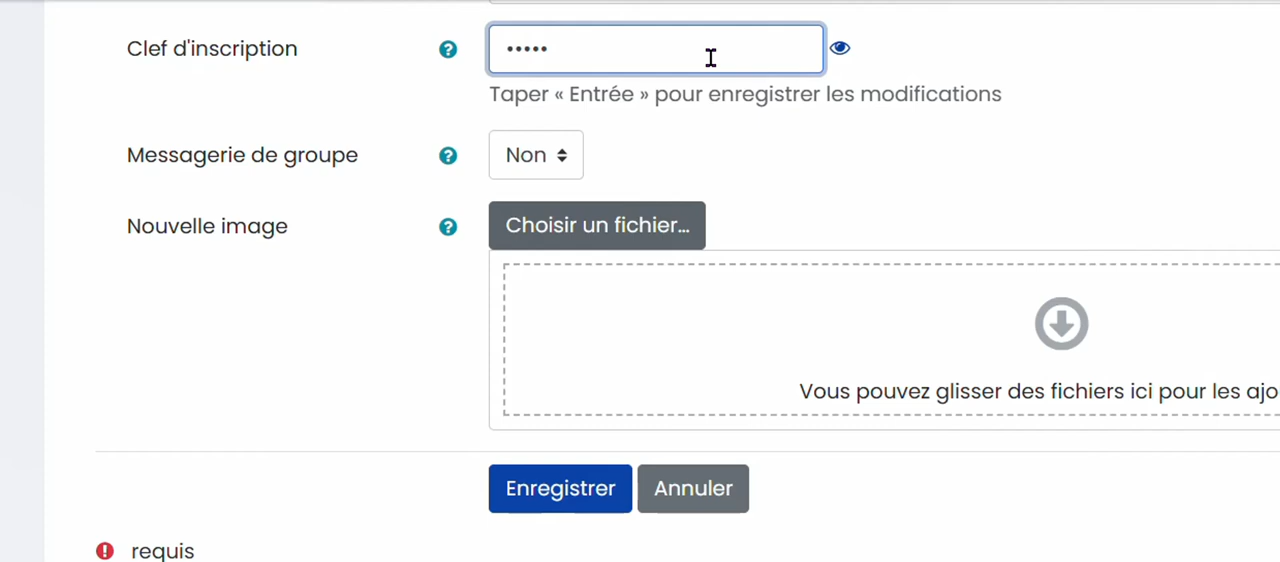 Clef d'inscription
•••••
Taper « Entrée » pour enregistrer les modifications
Messagerie de groupe
Non
Nouvelle image
Choisir un fichier...
Vous pouvez glisser des fichiers ici pour les ajo
Enregistrer
Annuler
requis